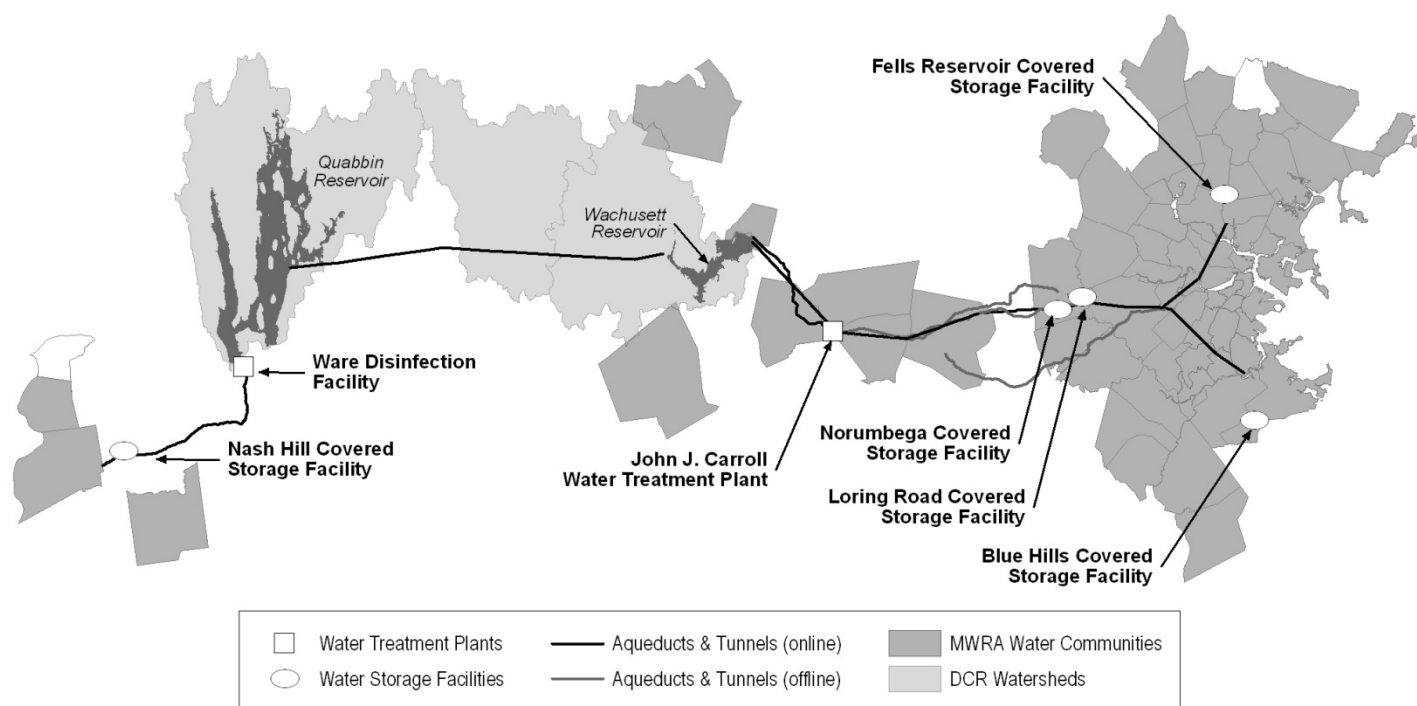 Fells Reservoir Covered
Storage Facility
Quabbin
Reservoir
Wachusett
Reservoir
Ware Disinfection
Facility
Nash Hill Covered
Storage Facility
John J. Carroll
Water Treatment Plant
Norumbega Covered
Storage Facility
Loring Road Covered
Storage Facility
Blue Hills Covered
Storage Facility
Water Treatment Plants
Aqueducts & Tunnels (online)
MWRA Water Communities
Water Storage Facilities
Aqueducts & Tunnels (offline)
DCR Watersheds